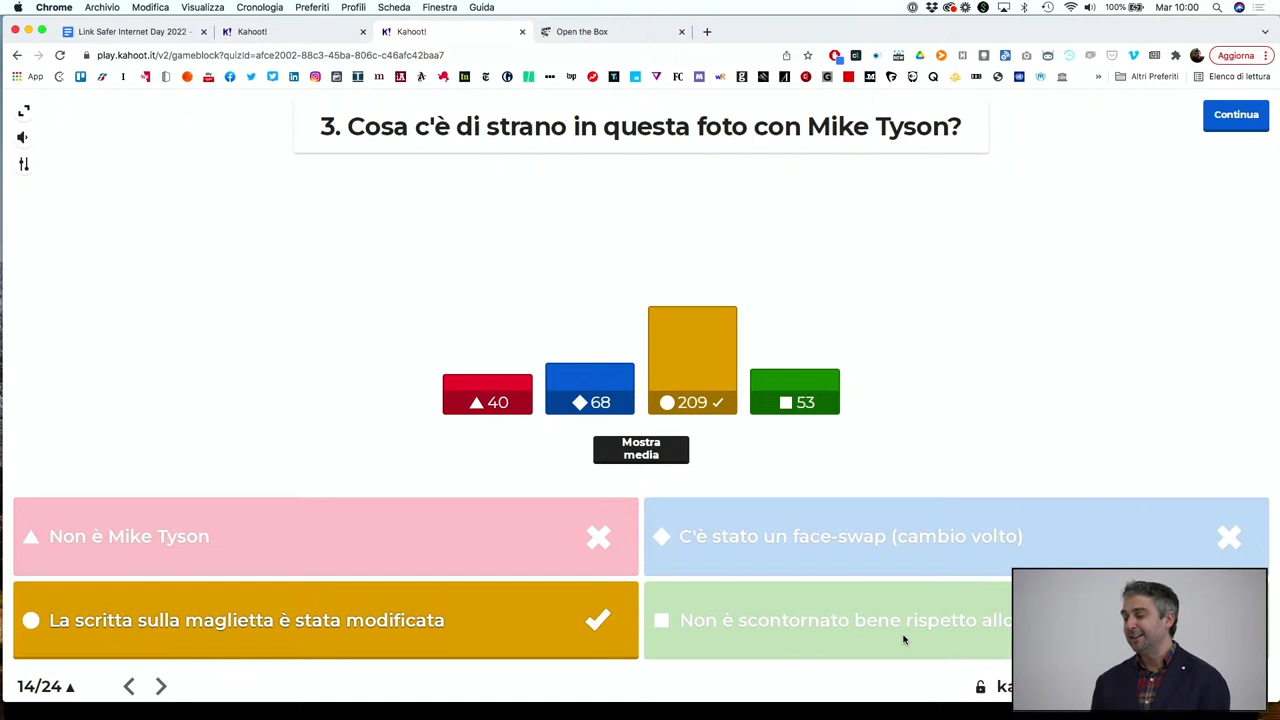 Chrome Archivio Modifica Visualizza Cronologia Preferiti Profili Scheda Finestra Guida 100% Mar 10:00
Link Safer Internet Day 2022 - Kahoot! Kahoot! Open the Box
play.kahoot.it/v2/gameblock?quizId=afce2002-88c3-45ba-806c-c46afc42baa7 Aggiorna
App Altri Preferiti Elenco di lettura
3. Cosa c'è di strano in questa foto con Mike Tyson?
Continua
40 68 209 53
Mostra
media
Non è Mike Tyson
C'è stato un face-swap (cambio volto)
La scritta sulla maglietta è stata modificata
Non è scontornato bene rispetto allo
14/24